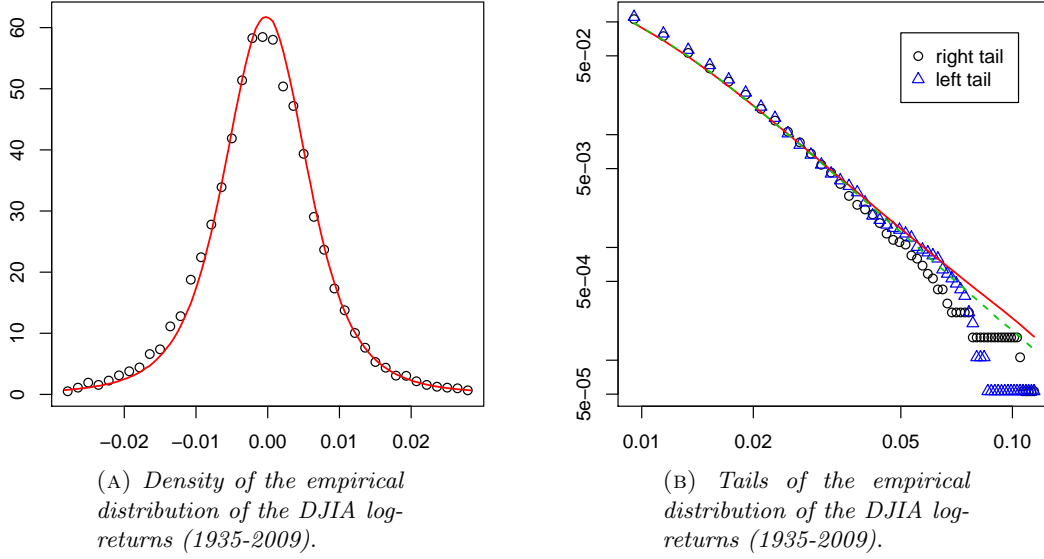 60
50
40
30
20
10
0
−0.02 −0.01 0.00 0.01 0.02
(A) Density of the empirical
distribution of the DJIA log-
returns (1935-2009).
5e−02
5e−03
5e−04
5e−05
right tail
left tail
0.01 0.02 0.05 0.10
(B) Tails of the empirical
distribution of the DJIA log-
returns (1935-2009).